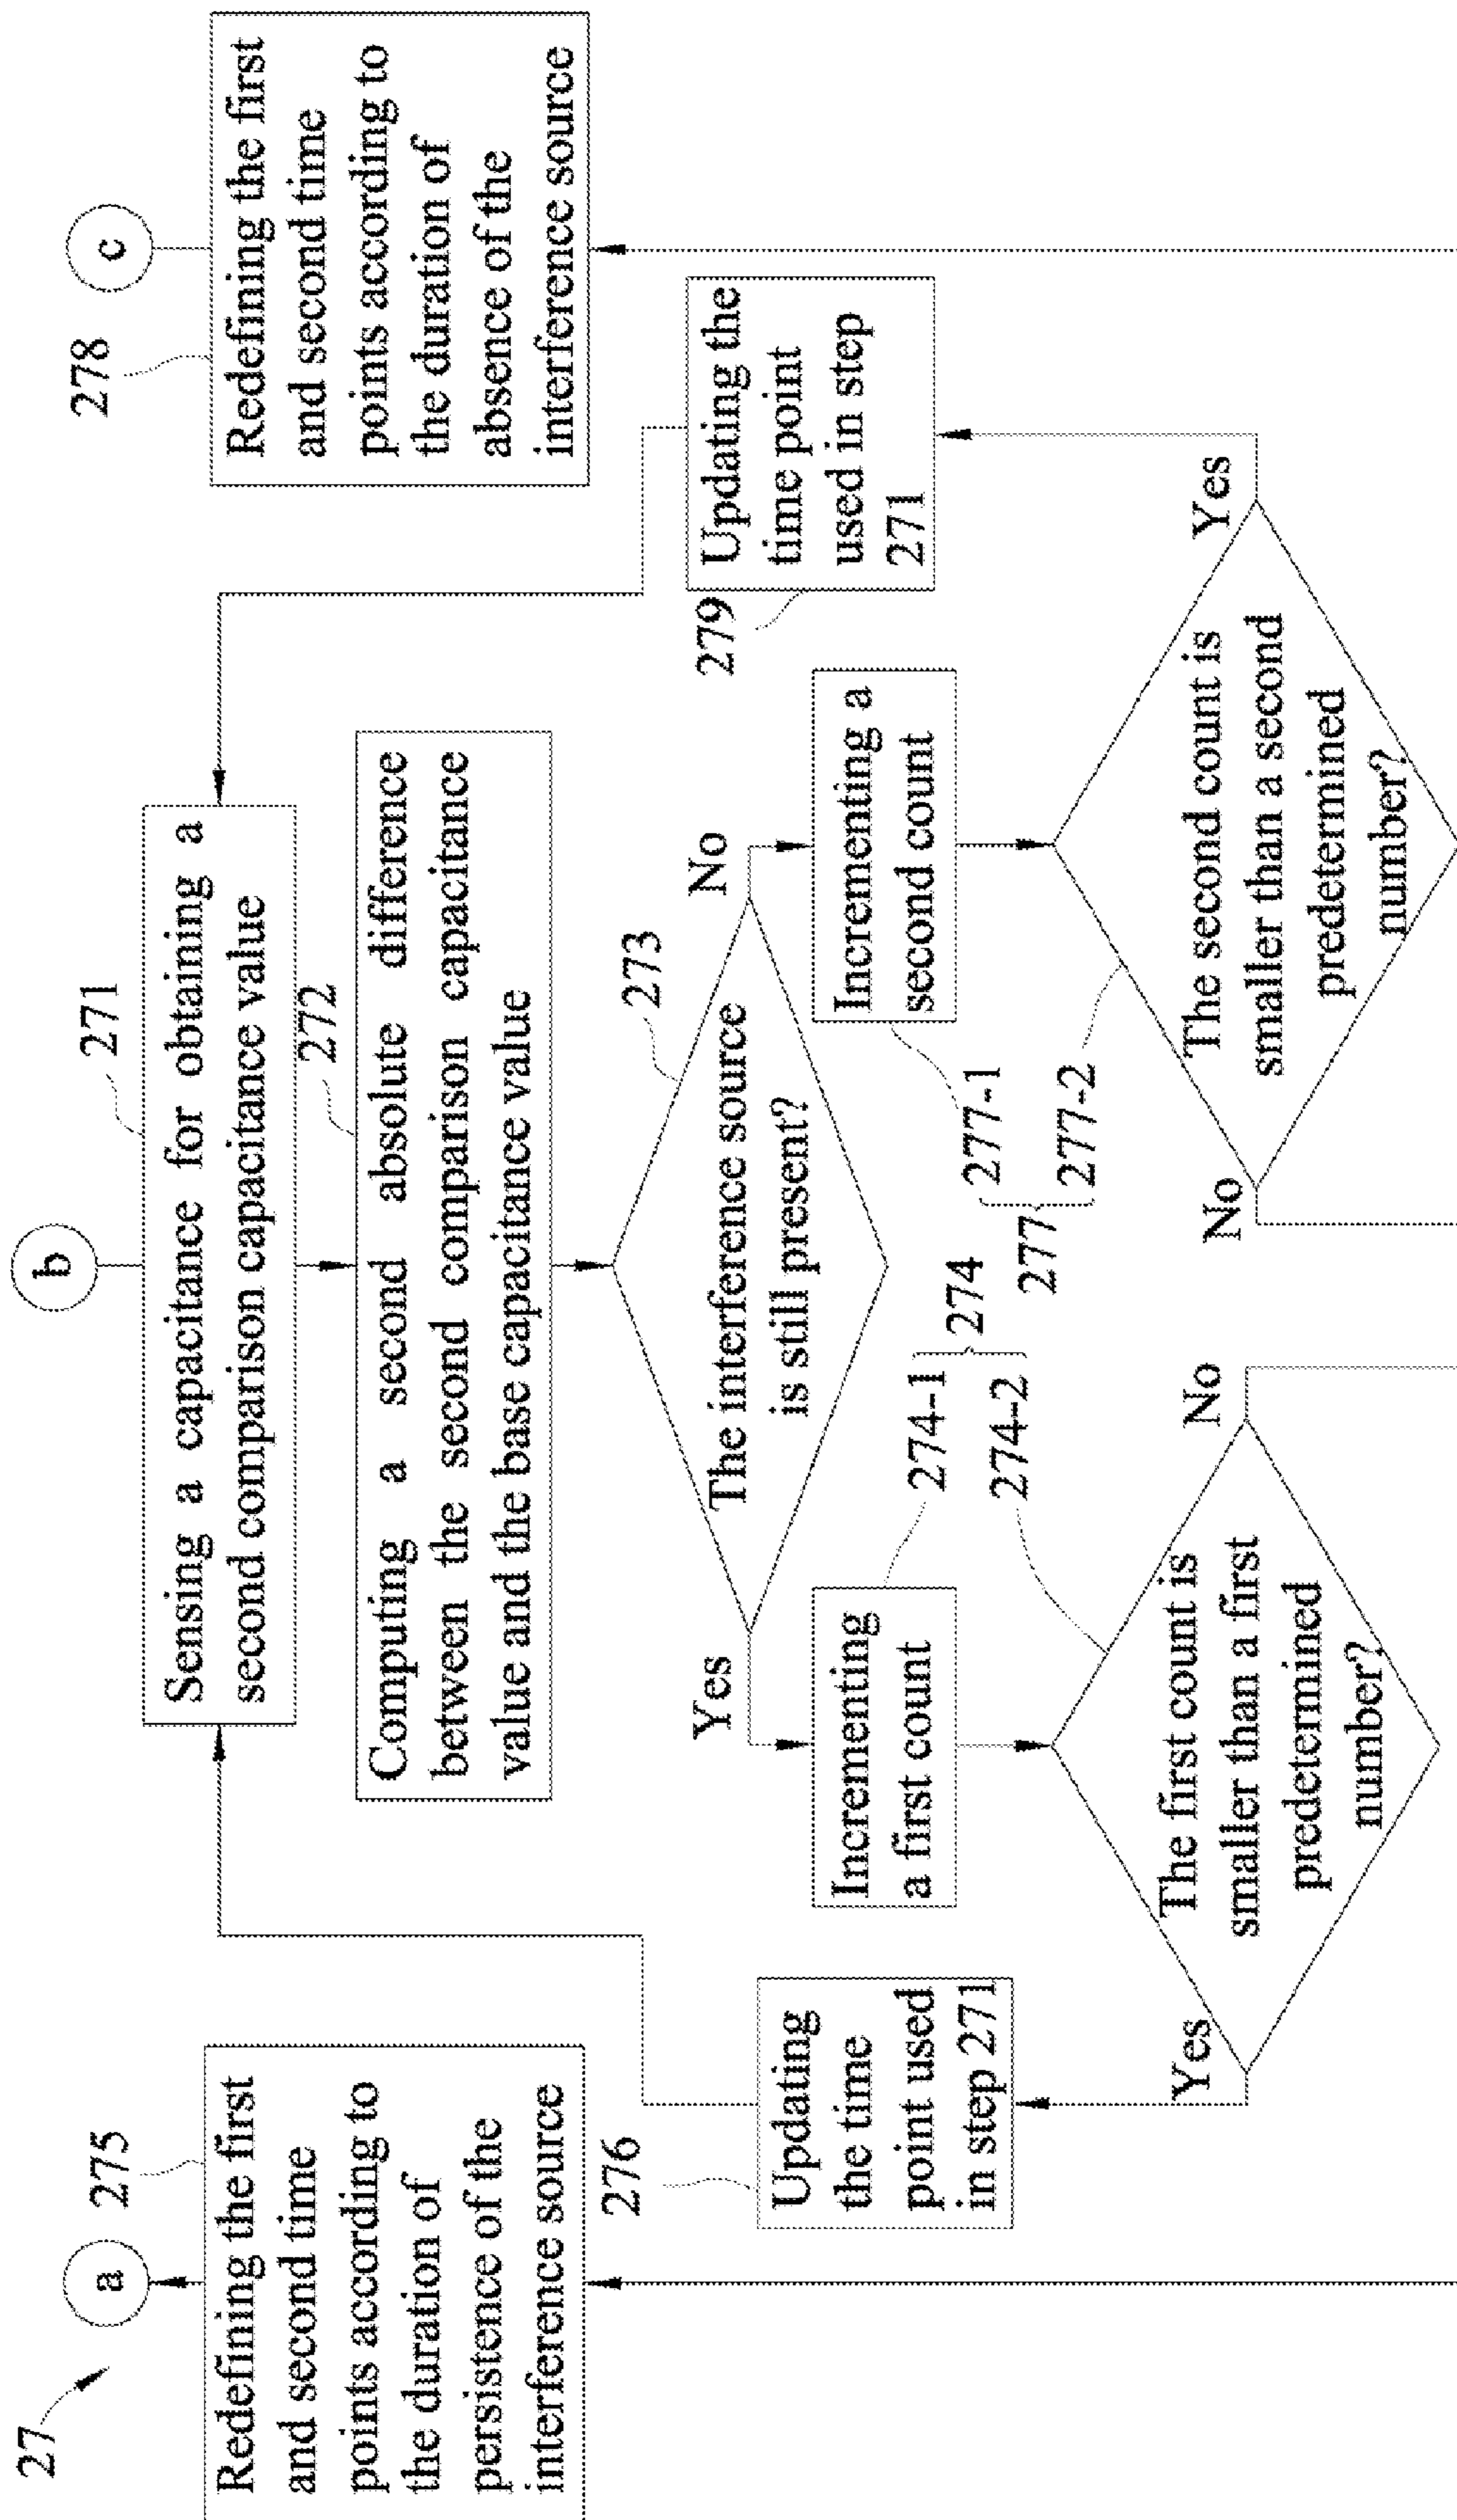 27
a
275
Redefining the first
and second time
points according to
the duration of
persistence of the
interference source
b
271
Sensing a capacitance for obtaining a
second comparison capacitance value
272
Computing a second absolute difference
between the second comparison capacitance
value and the base capacitance value
273
The interference source
is still present?
Yes
No
c
278
Redefining the first
and second time
points according to
the duration of
absence of the
interference source
276
Updating
the time
point used
in step 271
Incrementing
a first count
274-1
274-2
274
The first count is
smaller than a first
predetermined
number?
Yes
No
279
Updating the
time point
used in step
271
Incrementing a
second count
277-1
277-2
277
The second count is
smaller than a second
predetermined
number?
No
Yes